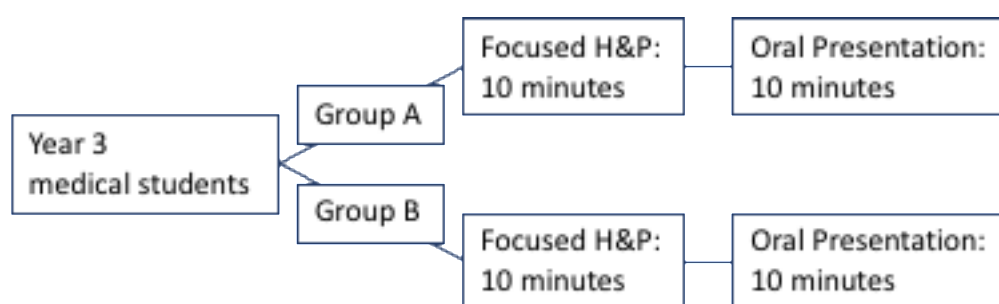 Year 3
medical students
Group A
Focused H&P:
10 minutes
Oral Presentation:
10 minutes
Group B
Focused H&P:
10 minutes
Oral Presentation:
10 minutes